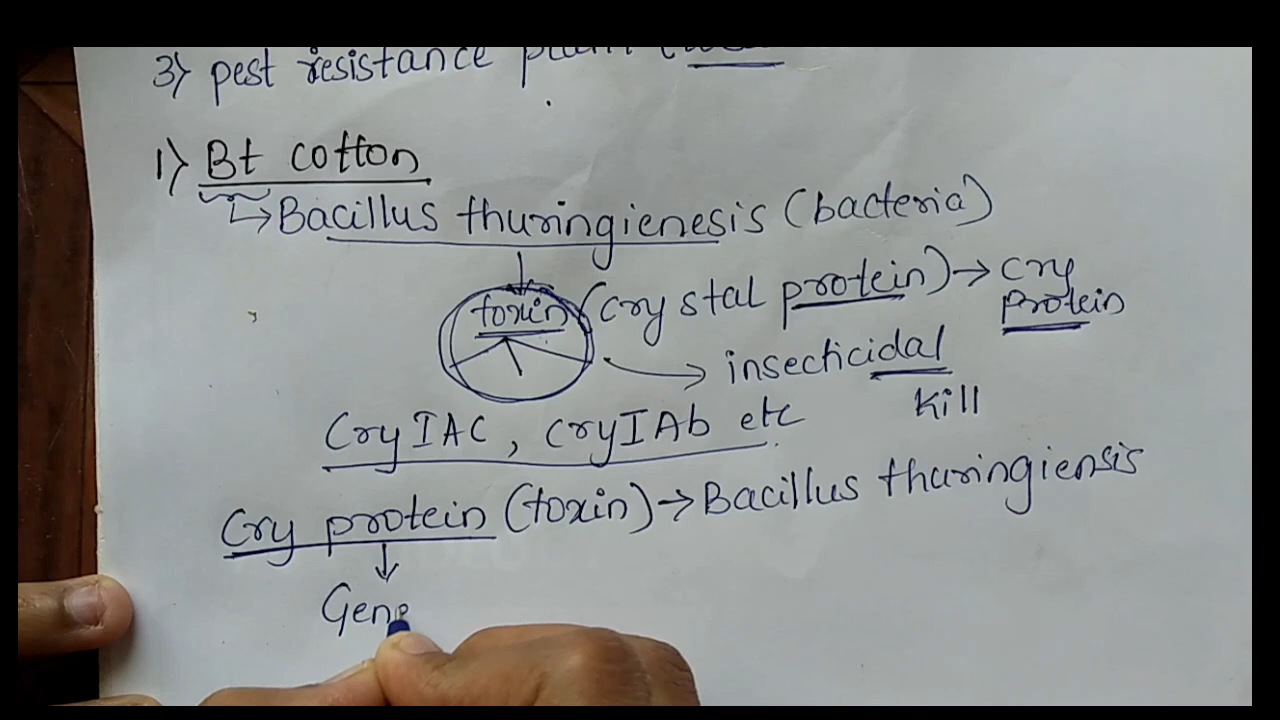 3) pest resistance plant
1) Bt cotton
↳ Bacillus thuringienesis (bacteria)
toxin (crystal protein) → cry protein
→ insecticidal
kill
CryIAC, cryIAb etc
Cry protein (toxin) → Bacillus thuringiensis
Gene